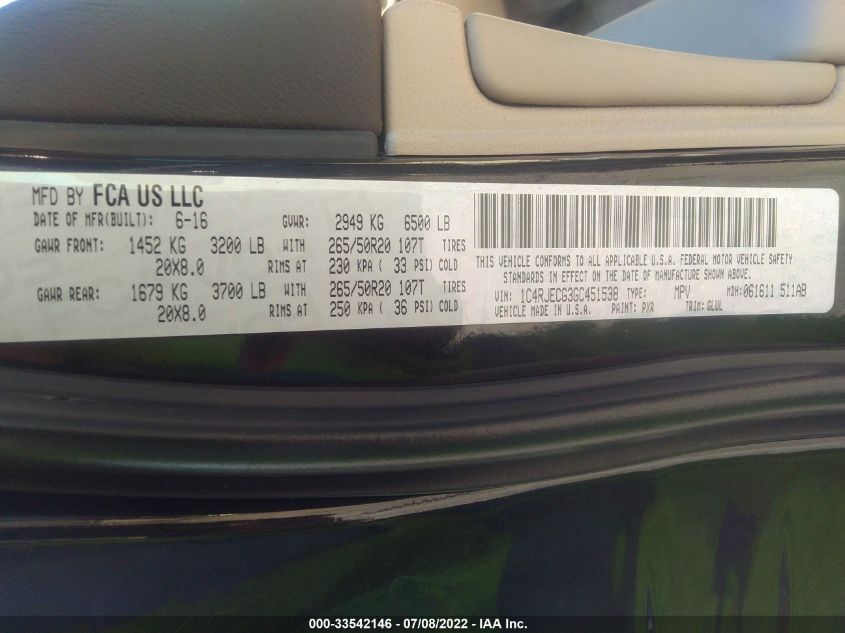 MFD BY FCA US LLC
DATE OF MFR(BUILT): 6-16 GVWR: 2949 KG 6500 LB
GAWR FRONT: 1452 KG 3200 LB WITH 265/50R20 107T TIRES
20X8.0 RIMS AT 230 KPA ( 33 PSI) COLD
GAWR REAR: 1679 KG 3700 LB WITH 265/50R20 107T TIRES
20X8.0 RIMS AT 250 KPA ( 36 PSI) COLD
THIS VEHICLE CONFORMS TO ALL APPLICABLE U.S.A. FEDERAL MOTOR VEHICLE SAFETY
STANDARDS IN EFFECT ON THE DATE OF MANUFACTURE SHOWN ABOVE.
VIN: 1C4RJECG3GC451538 TYPE: MPV MDH: 061611 511AB
VEHICLE MADE IN U.S.A. PAINT: PXR TRIM: GLUL
000-33542146 - 07/08/2022 - IAA Inc.